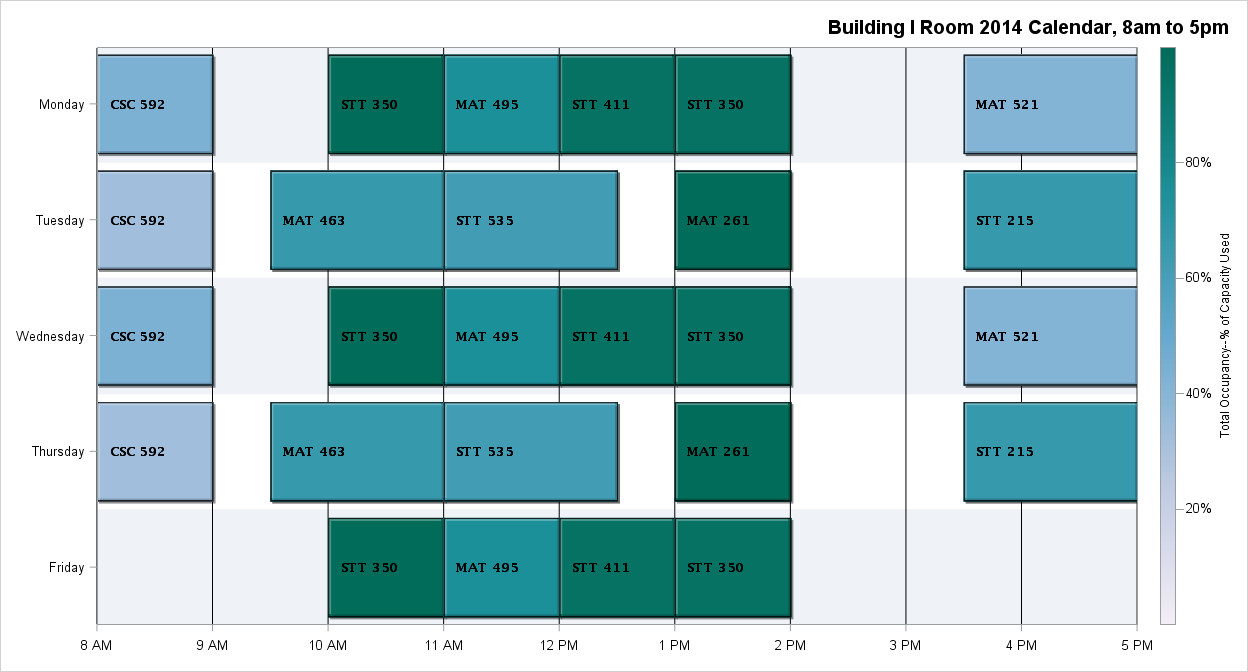 Building I Room 2014 Calendar, 8am to 5pm
Monday
CSC 592
STT 350
MAT 495
STT 411
STT 350
MAT 521
Tuesday
CSC 592
MAT 463
STT 535
MAT 261
STT 215
Wednesday
CSC 592
STT 350
MAT 495
STT 411
STT 350
MAT 521
Thursday
CSC 592
MAT 463
STT 535
MAT 261
STT 215
Friday
STT 350
MAT 495
STT 411
STT 350
8 AM
9 AM
10 AM
11 AM
12 PM
1 PM
2 PM
3 PM
4 PM
5 PM
80%
60%
40%
20%
Total Occupancy--% of Capacity Used